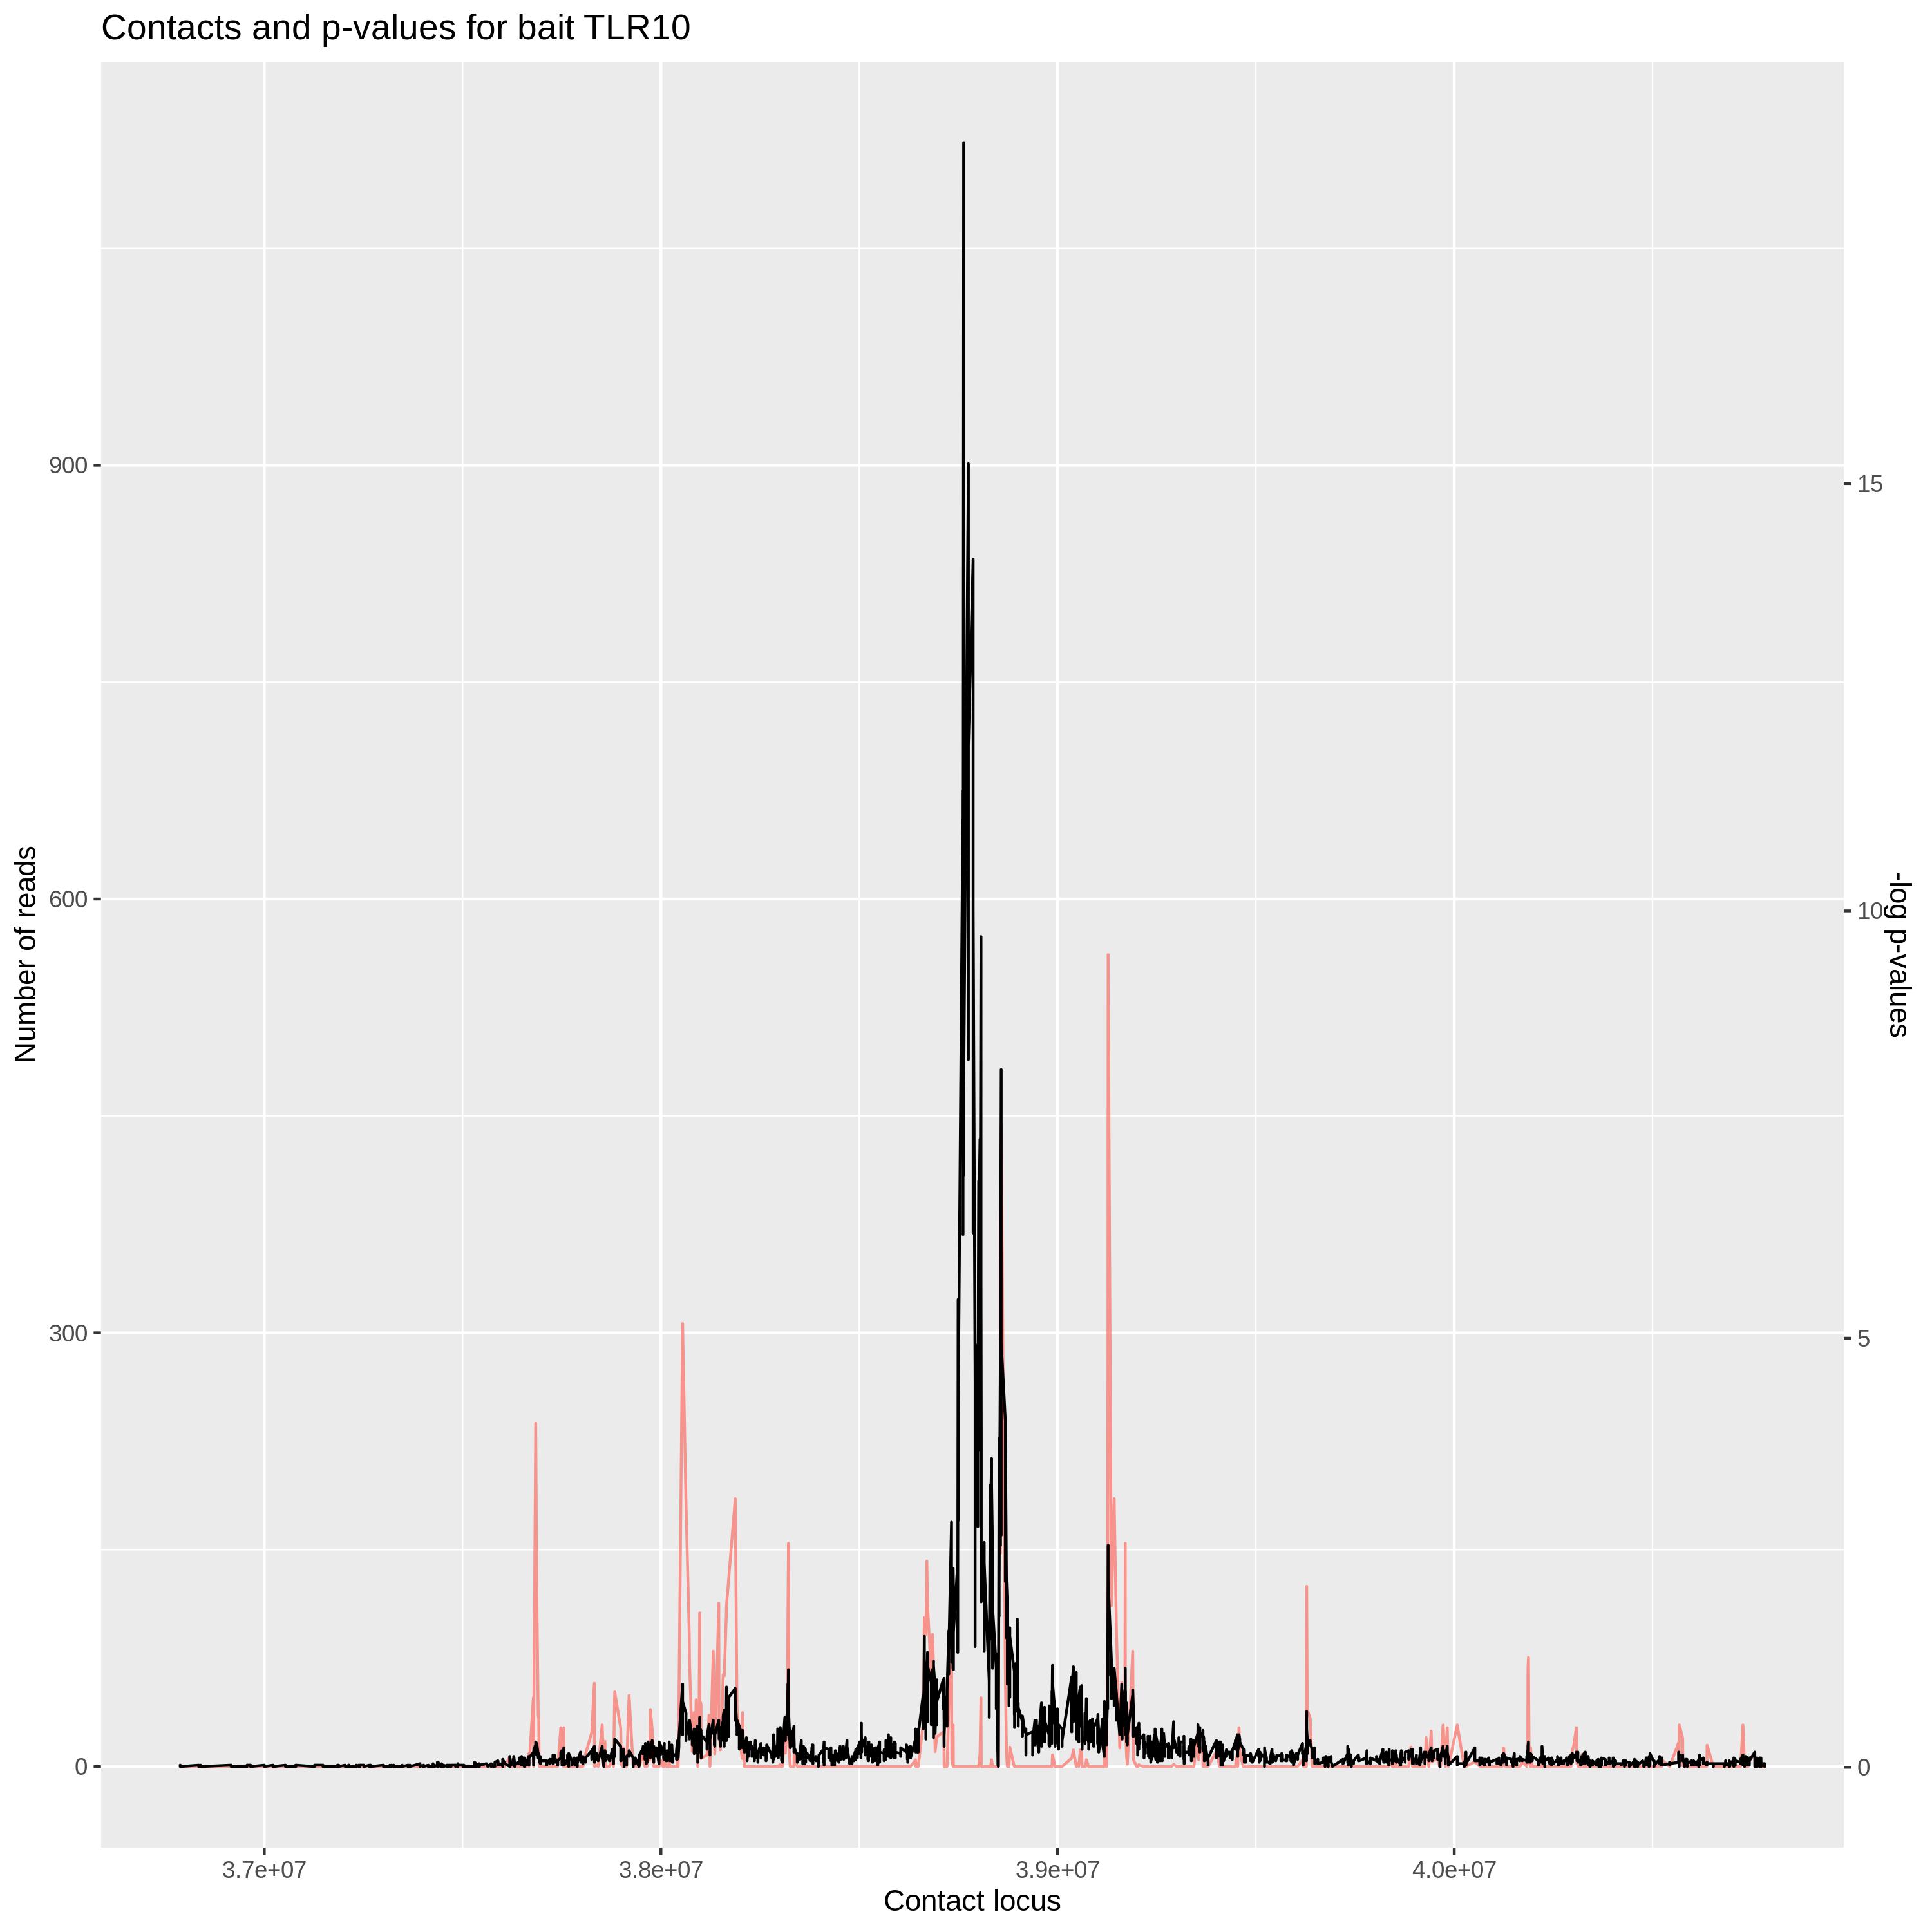 Contacts and p-values for bait TLR10
Number of reads
900
600
300
0
15
10
5
0
-log p-values
3.7e+07
3.8e+07
3.9e+07
4.0e+07
Contact locus